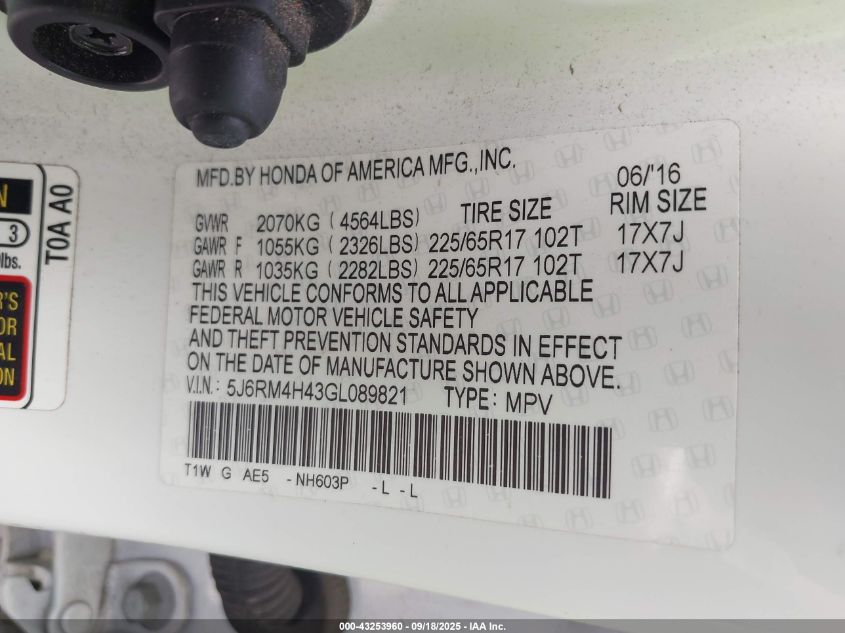 MFD.BY HONDA OF AMERICA MFG.,INC. 06/'16
GVWR 2070KG (4564LBS) TIRE SIZE RIM SIZE
GAWR F 1055KG (2326LBS) 225/65R17 102T 17X7J
GAWR R 1035KG (2282LBS) 225/65R17 102T 17X7J
THIS VEHICLE CONFORMS TO ALL APPLICABLE
FEDERAL MOTOR VEHICLE SAFETY
AND THEFT PREVENTION STANDARDS IN EFFECT
ON THE DATE OF MANUFACTURE SHOWN ABOVE.
V.I.N.: 5J6RM4H43GL089821 TYPE: MPV
T1W G AE5 -NH603P -L -L
T0A A0
3
lbs.
000-43253960 - 09/18/2025 - IAA Inc.